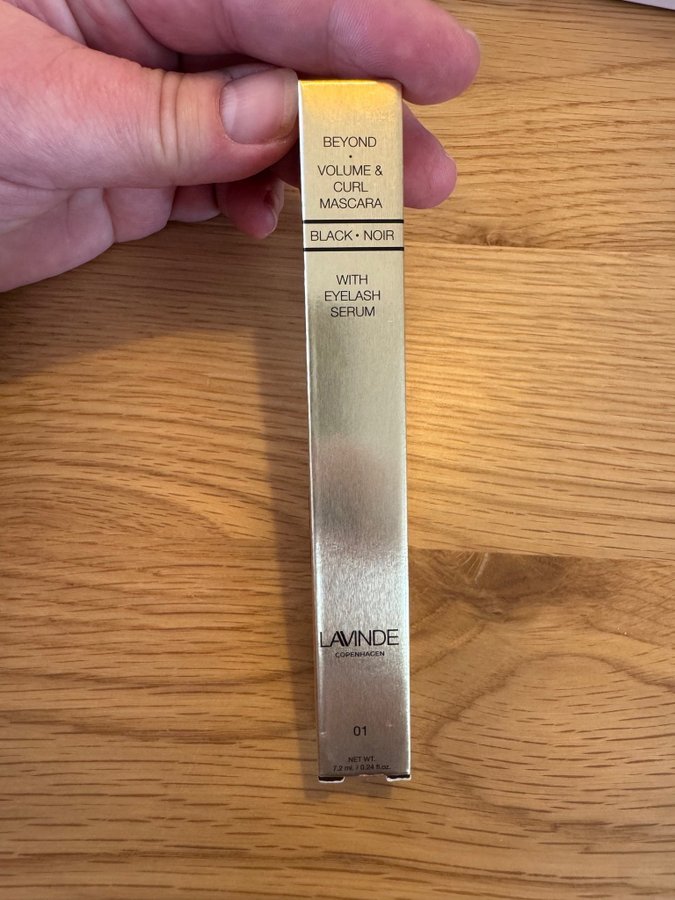 BEYOND
•
VOLUME &
CURL
MASCARA
BLACK • NOIR
WITH
EYELASH
SERUM
LAVINDE
COPENHAGEN
01
NET WT.
7.2 ml. / 0.24 fl.oz.